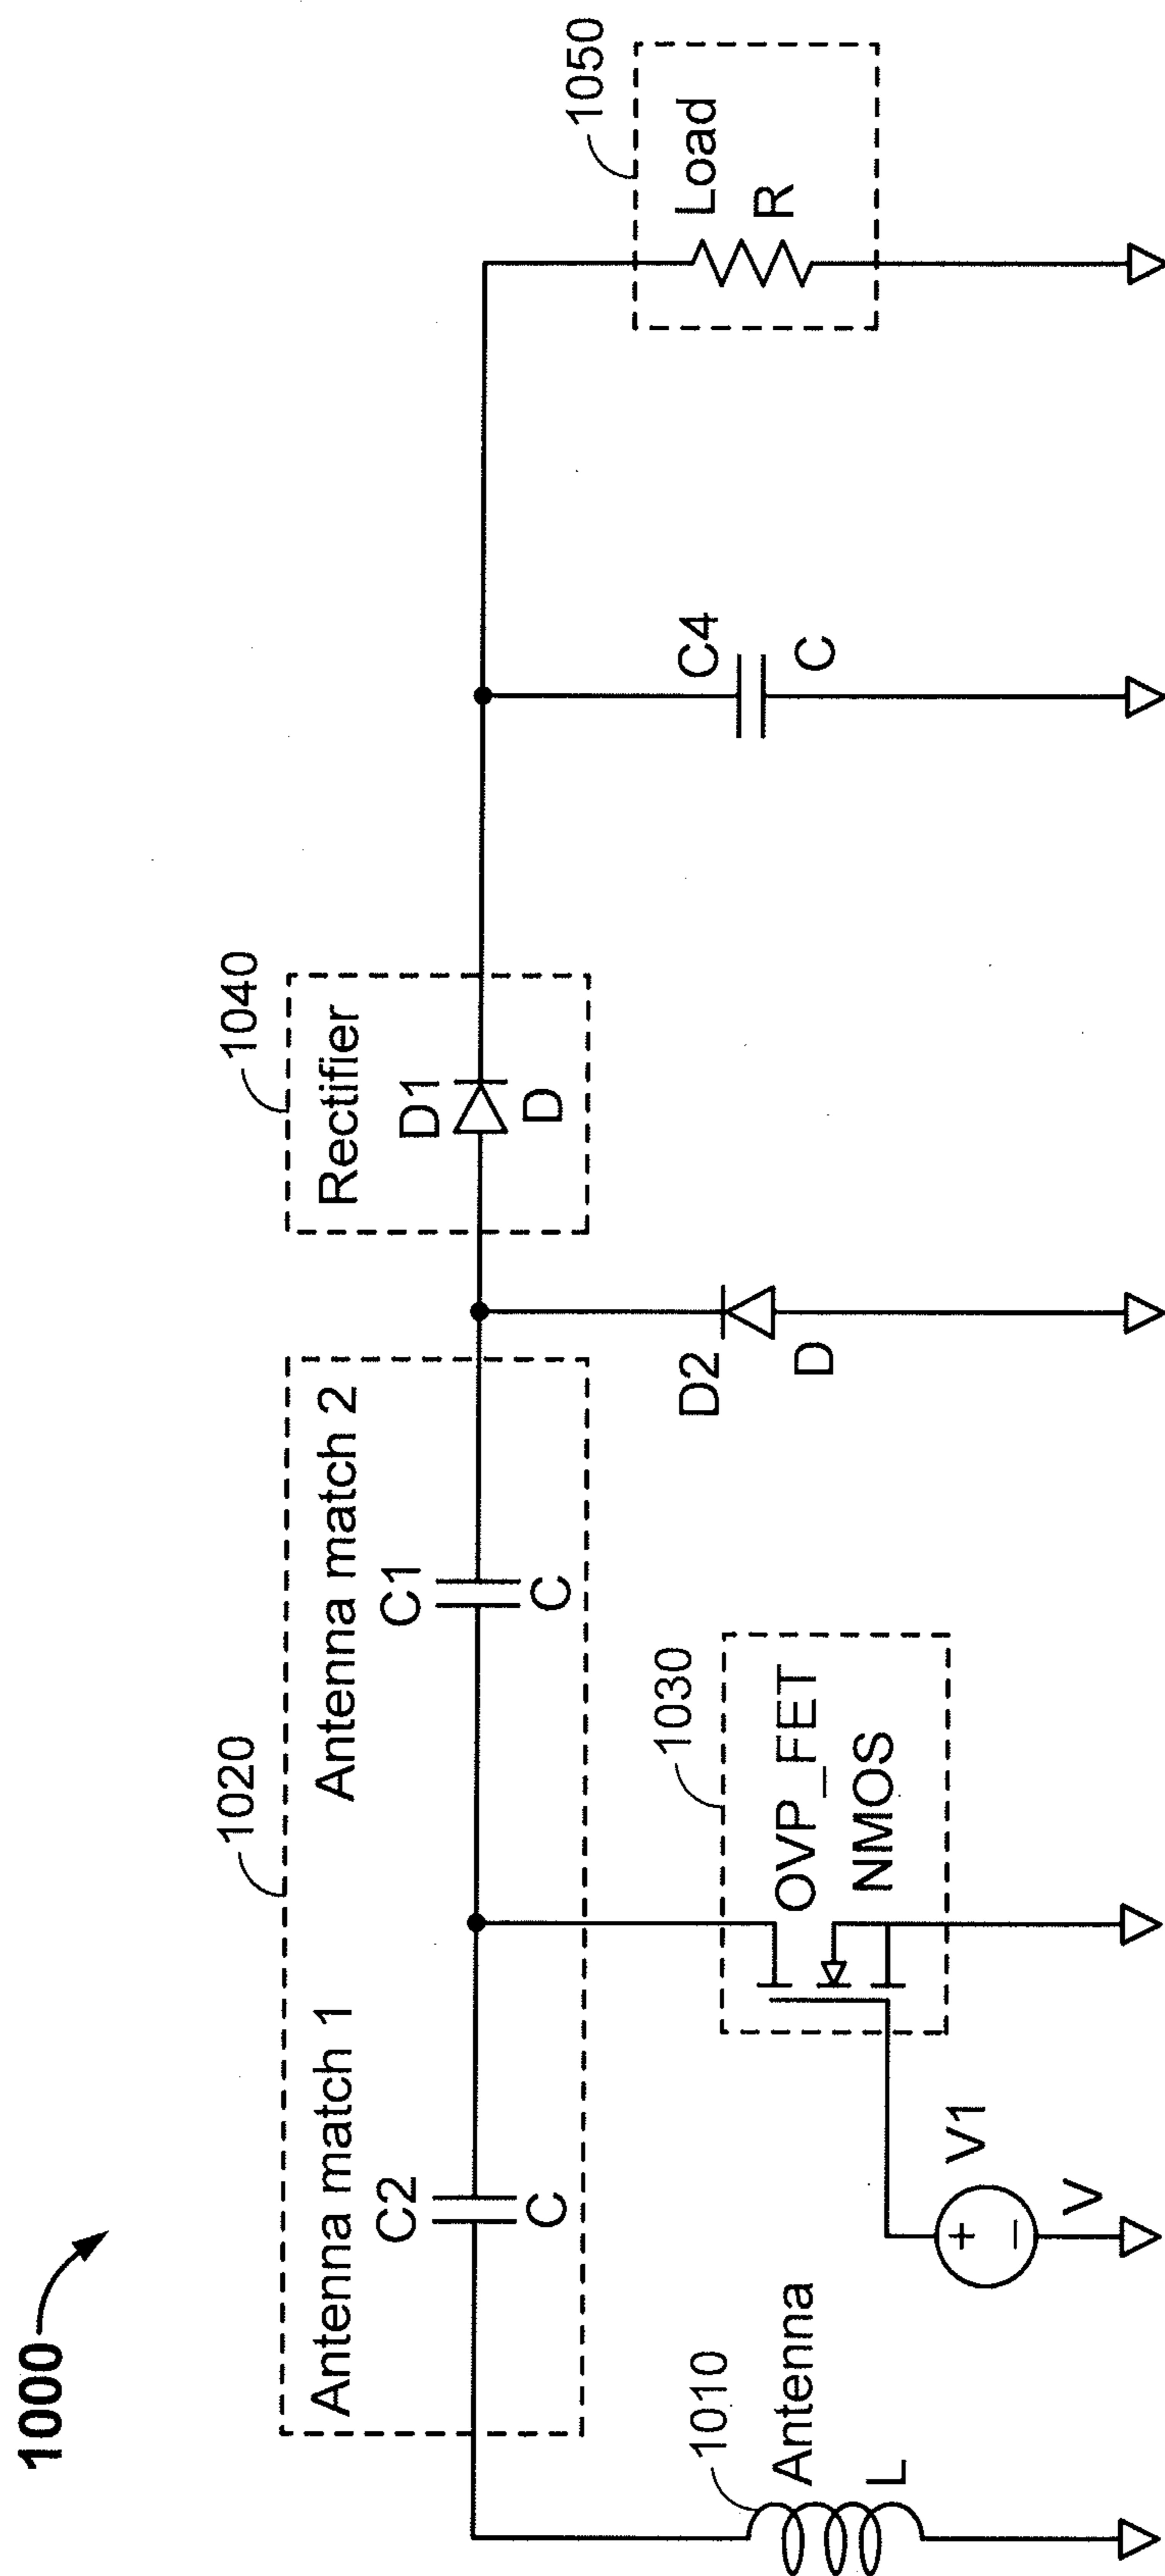 1000
1020
Antenna match 1
Antenna match 2
C2
C
C1
C
1040
Rectifier
D1
D
1010
Antenna
L
V1
+
−
V
1030
OVP_FET
NMOS
D2
D
C4
C
1050
Load
R